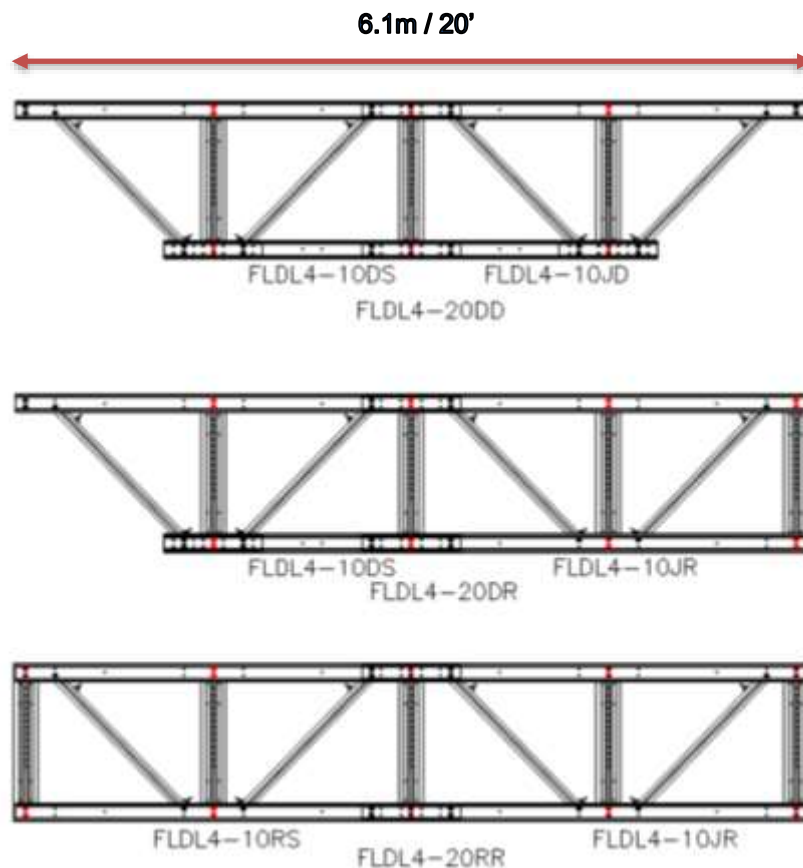 6.1m / 20’
FLDL4-10DS FLDL4-10JD
FLDL4-20DD
FLDL4-10DS FLDL4-10JR
FLDL4-20DR
FLDL4-10RS FLDL4-10JR
FLDL4-20RR